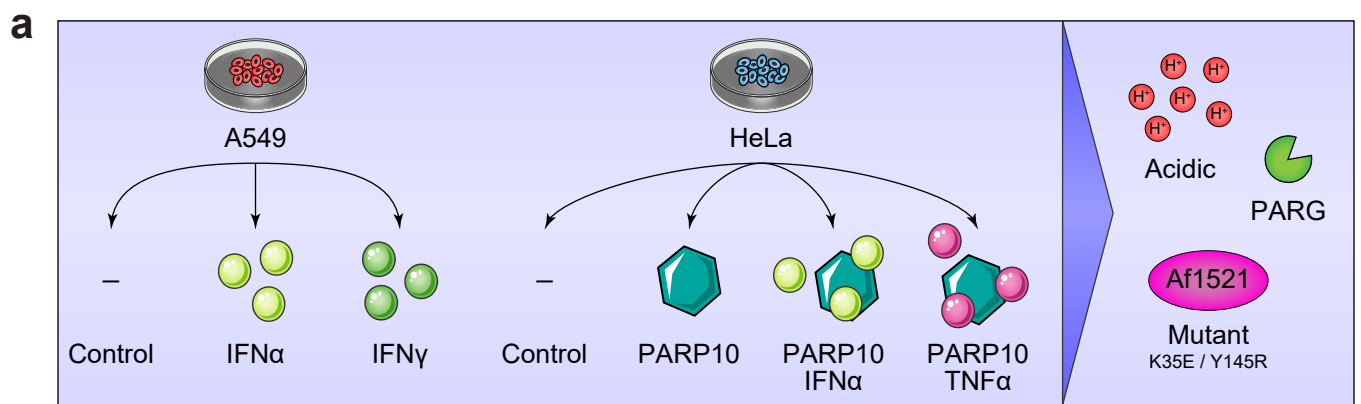 a
A549
HeLa
–
–
Control
IFNα
IFNγ
Control
PARP10
PARP10
IFNα
PARP10
TNFα
H⁺
H⁺
H⁺
H⁺
H⁺
H⁺
Acidic
PARG
Af1521
Mutant
K35E / Y145R